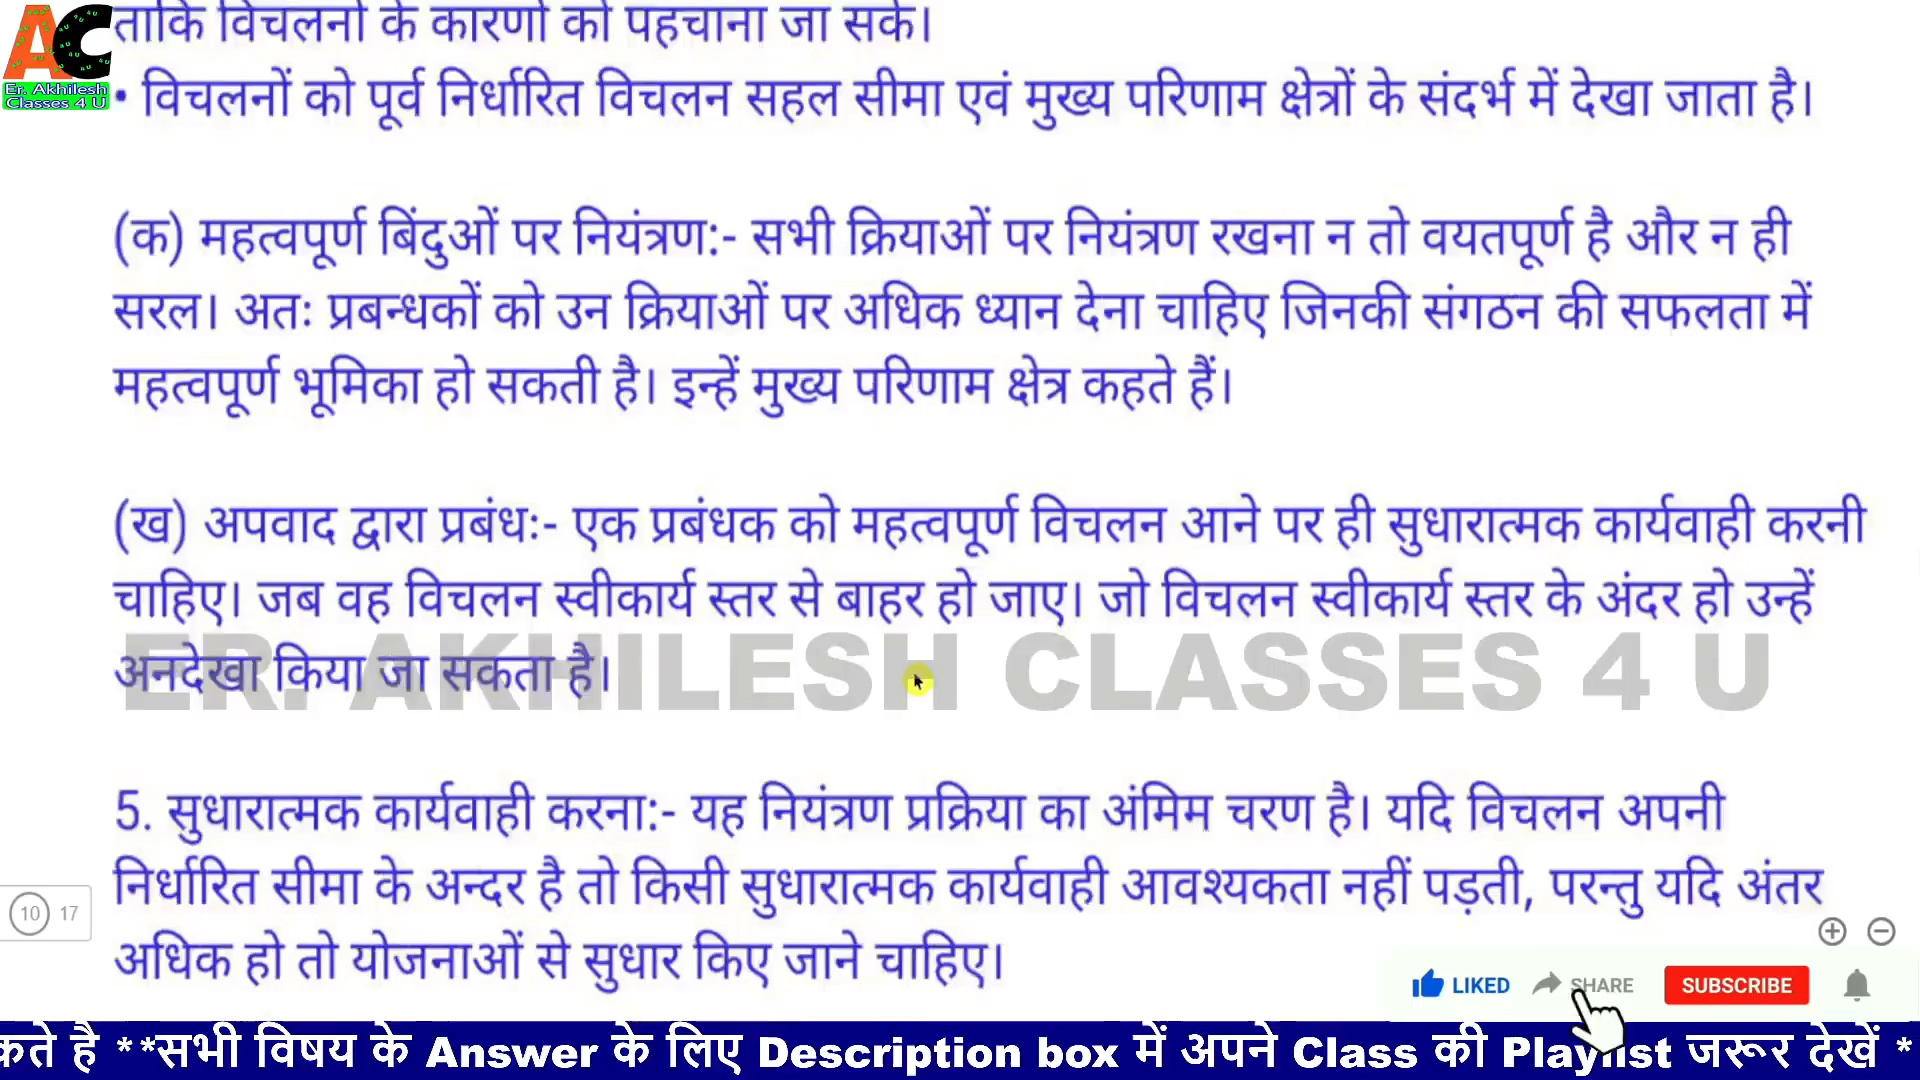 ताकि विचलनों के कारणों को पहचाना जा सके।
Er. Akhilesh
Classes 4 U
• विचलनों को पूर्व निर्धारित विचलन सहल सीमा एवं मुख्य परिणाम क्षेत्रों के संदर्भ में देखा जाता है।
(क) महत्वपूर्ण बिंदुओं पर नियंत्रण:- सभी क्रियाओं पर नियंत्रण रखना न तो वयतपूर्ण है और न ही
सरल। अतः प्रबन्धकों को उन क्रियाओं पर अधिक ध्यान देना चाहिए जिनकी संगठन की सफलता में
महत्वपूर्ण भूमिका हो सकती है। इन्हें मुख्य परिणाम क्षेत्र कहते हैं।
(ख) अपवाद द्वारा प्रबंधः- एक प्रबंधक को महत्वपूर्ण विचलन आने पर ही सुधारात्मक कार्यवाही करनी
चाहिए। जब वह विचलन स्वीकार्य स्तर से बाहर हो जाए। जो विचलन स्वीकार्य स्तर के अंदर हो उन्हें
अनदेखा किया जा सकता है।
ER. AKHILESH CLASSES 4 U
5. सुधारात्मक कार्यवाही करना:- यह नियंत्रण प्रक्रिया का अंमिम चरण है। यदि विचलन अपनी
निर्धारित सीमा के अन्दर है तो किसी सुधारात्मक कार्यवाही आवश्यकता नहीं पड़ती, परन्तु यदि अंतर
10 17
अधिक हो तो योजनाओं से सुधार किए जाने चाहिए।
LIKED SHARE SUBSCRIBE
कते है **सभी विषय के Answer के लिए Description box में अपने Class की Playlist जरूर देखें *